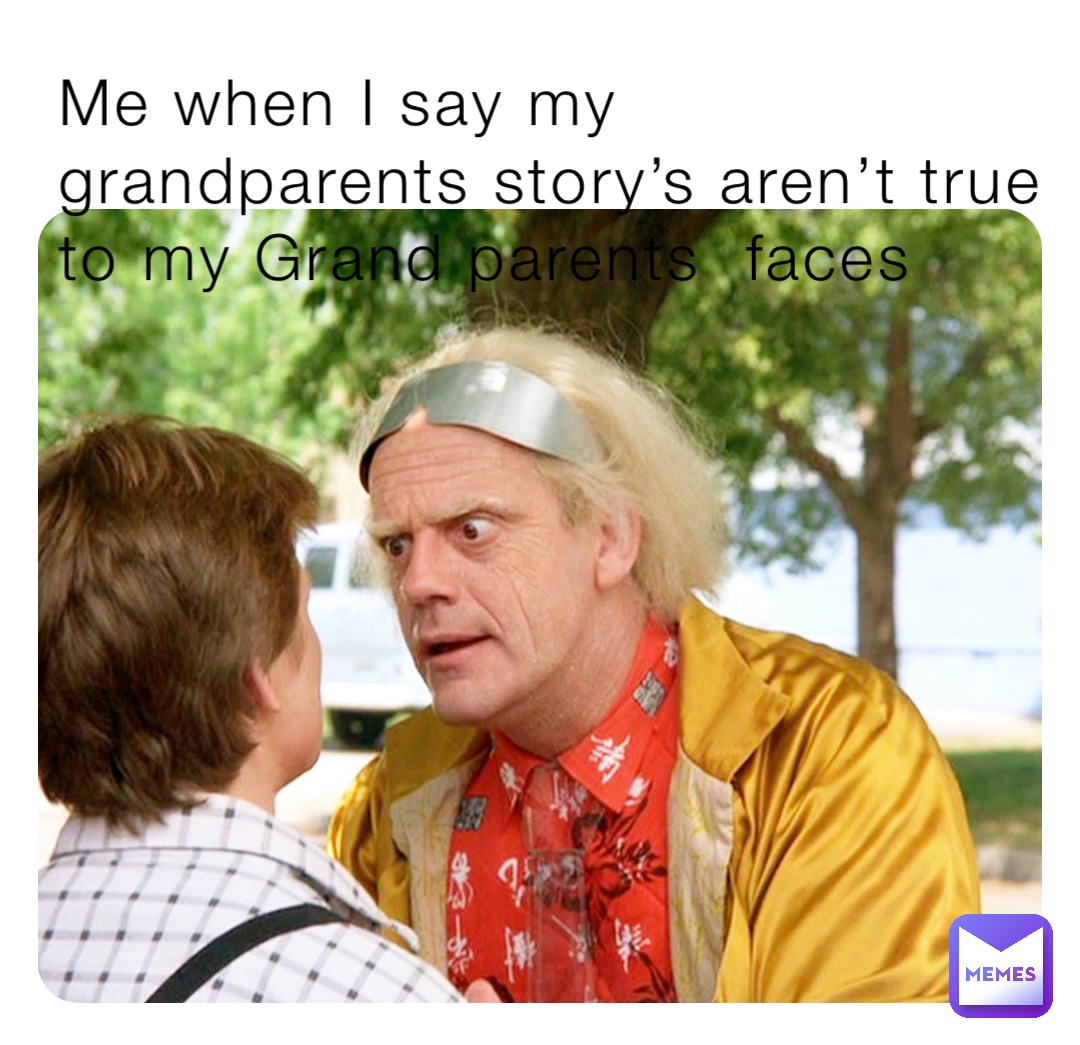 Me when I say my
grandparents story’s aren’t true
to my Grand parents  faces
MEMES